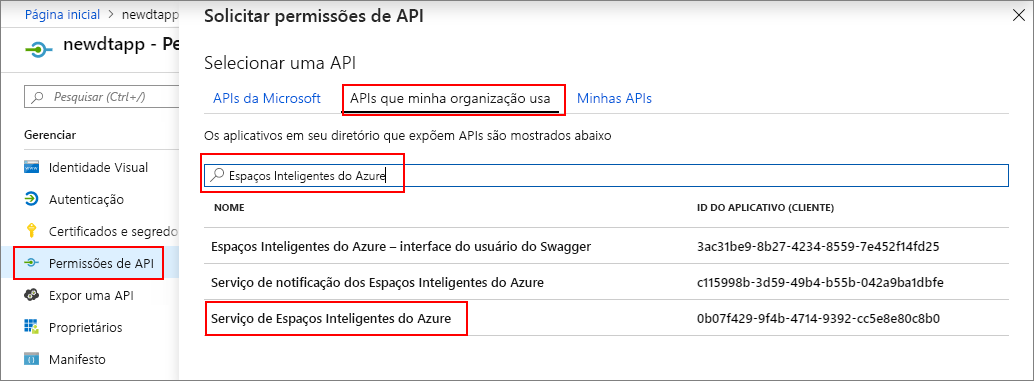 Página inicial > newdtapp
newdtapp - Pe
Pesquisar (Ctrl+/)
Gerenciar
Identidade Visual
Autenticação
Certificados e segredo
Permissões de API
Expor uma API
Proprietários
Manifesto
Solicitar permissões de API
Selecionar uma API
APIs da Microsoft APIs que minha organização usa Minhas APIs
Os aplicativos em seu diretório que expõem APIs são mostrados abaixo
Espaços Inteligentes do Azure
NOME ID DO APLICATIVO (CLIENTE)
Espaços Inteligentes do Azure – interface do usuário do Swagger 3ac31be9-8b27-4234-8559-7e452f14fd25
Serviço de notificação dos Espaços Inteligentes do Azure c115998b-3d59-49b4-b55b-042a9ba1dbfe
Serviço de Espaços Inteligentes do Azure 0b07f429-9f4b-4714-9392-cc5e8e80c8b0